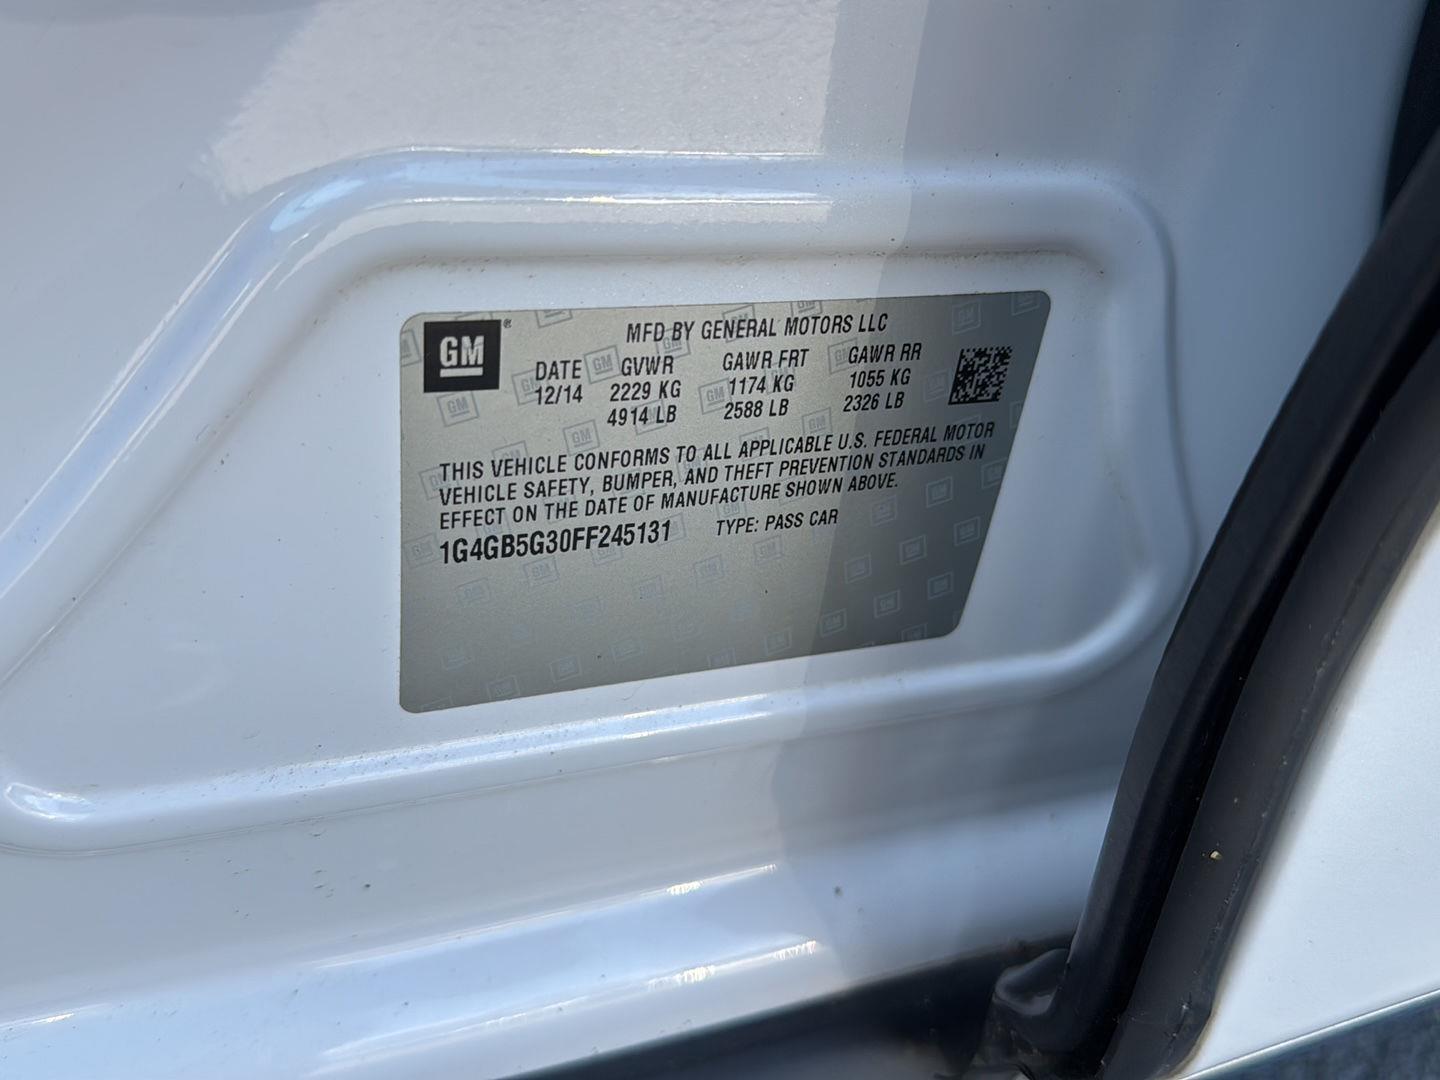 GM
MFD BY GENERAL MOTORS LLC
DATE GVWR GAWR FRT GAWR RR
12/14 2229 KG 1174 KG 1055 KG
4914 LB 2588 LB 2326 LB
THIS VEHICLE CONFORMS TO ALL APPLICABLE U.S. FEDERAL MOTOR
VEHICLE SAFETY, BUMPER, AND THEFT PREVENTION STANDARDS IN
EFFECT ON THE DATE OF MANUFACTURE SHOWN ABOVE.
1G4GB5G30FF245131 TYPE: PASS CAR